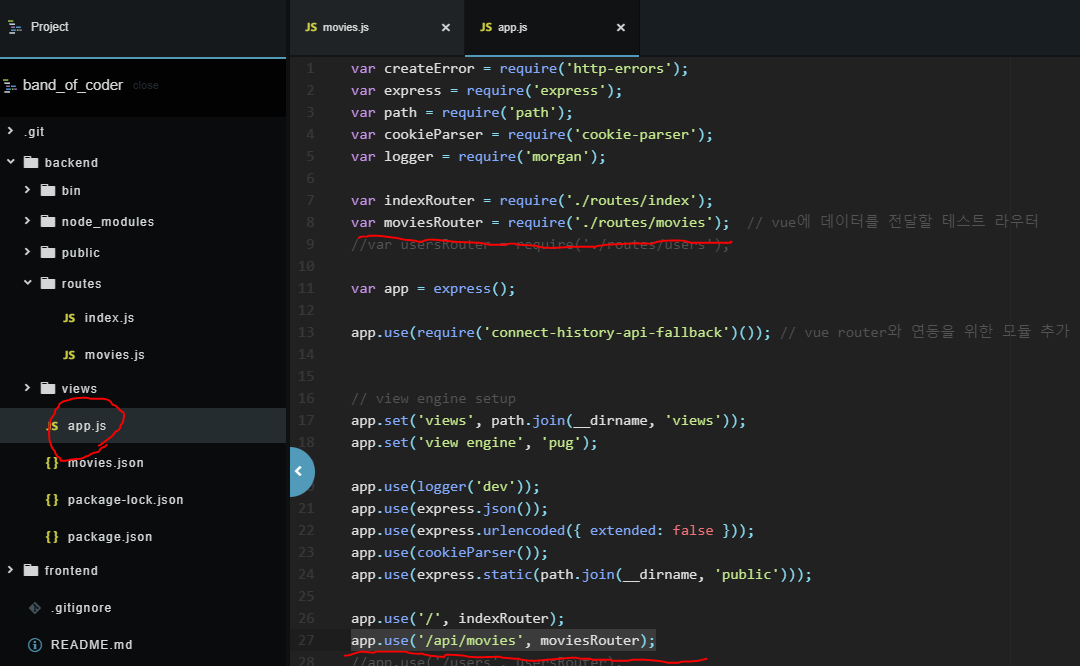 Project
band_of_coder close
.git
backend
bin
node_modules
public
routes
JS index.js
JS movies.js
views
JS app.js
{} movies.json
{} package-lock.json
{} package.json
frontend
.gitignore
README.md
JS movies.js ×
JS app.js ×
1 var createError = require('http-errors');
2 var express = require('express');
3 var path = require('path');
4 var cookieParser = require('cookie-parser');
5 var logger = require('morgan');
6
7 var indexRouter = require('./routes/index');
8 var moviesRouter = require('./routes/movies'); // vue에 데이터를 전달할 테스트 라우터
9 //var usersRouter = require('./routes/users');
10
11 var app = express();
12
13 app.use(require('connect-history-api-fallback')()); // vue router와 연동을 위한 모듈 추가
14
15
16 // view engine setup
17 app.set('views', path.join(__dirname, 'views'));
18 app.set('view engine', 'pug');
app.use(logger('dev'));
21 app.use(express.json());
22 app.use(express.urlencoded({ extended: false }));
23 app.use(cookieParser());
24 app.use(express.static(path.join(__dirname, 'public')));
25
26 app.use('/', indexRouter);
27 app.use('/api/movies', moviesRouter);
28 //app.use('/users', usersRouter);